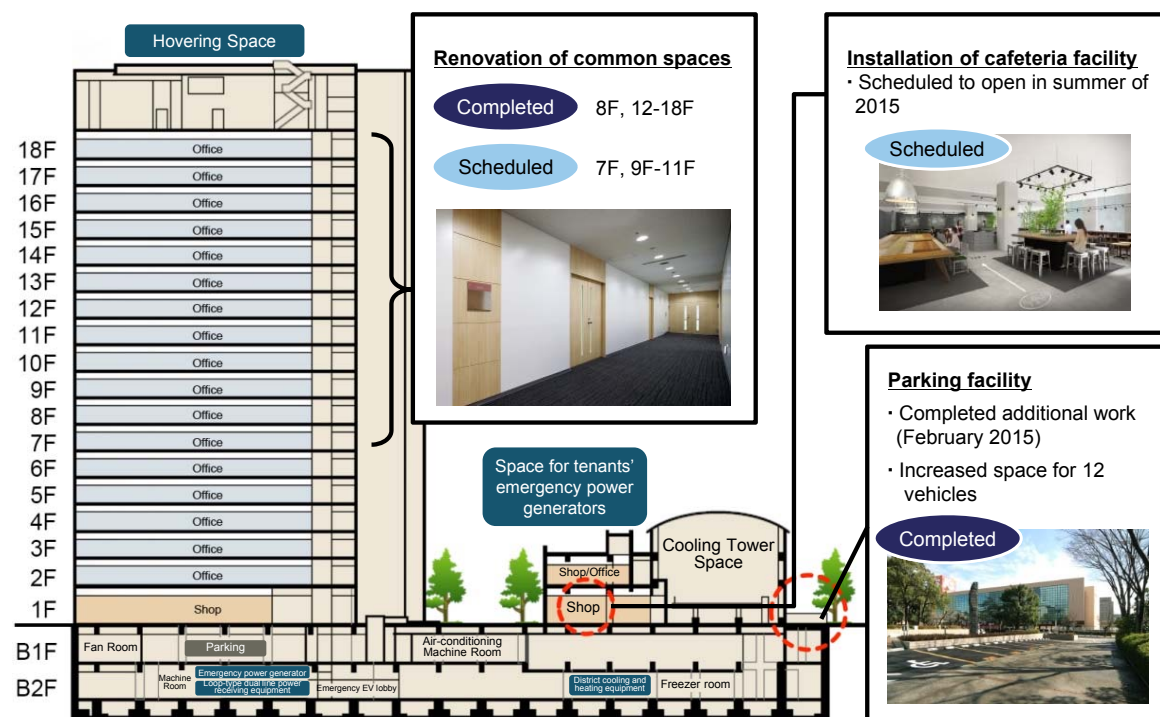 Hovering Space
18F
Office
17F
Office
16F
Office
15F
Office
14F
Office
13F
Office
12F
Office
11F
Office
10F
Office
9F
Office
8F
Office
7F
Office
6F
Office
5F
Office
4F
Office
3F
Office
2F
Office
1F
Shop
B1F
Fan Room
Parking
Air-conditioning
Machine Room
B2F
Machine
Room
Emergency power generator
Loop-type dual line power
receiving equipment
Emergency EV lobby
District cooling and
heating equipment
Freezer room
Renovation of common spaces
Completed
8F, 12-18F
Scheduled
7F, 9F-11F
Space for tenants’
emergency power
generators
Shop/Office
Shop
Cooling Tower
Space
Installation of cafeteria facility
· Scheduled to open in summer of
2015
Scheduled
Parking facility
· Completed additional work
(February 2015)
· Increased space for 12
vehicles
Completed